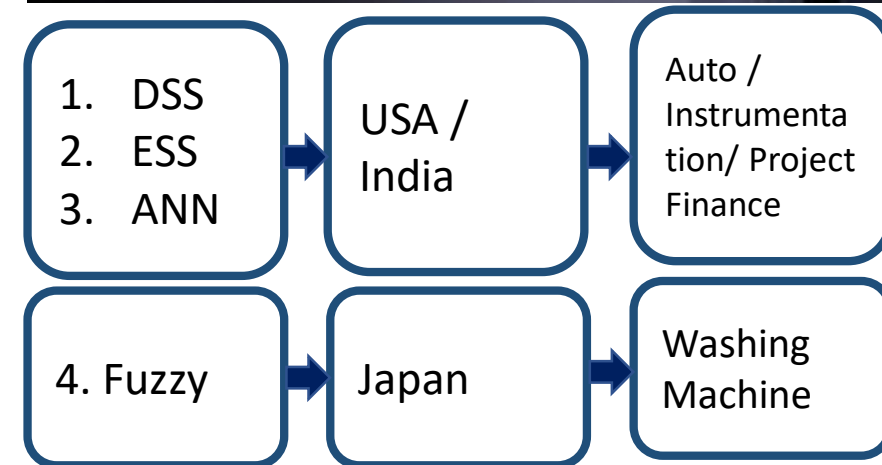 1. DSS
2. ESS
3. ANN
USA /
India
Auto /
Instrumenta
tion/ Project
Finance
4. Fuzzy
Japan
Washing
Machine